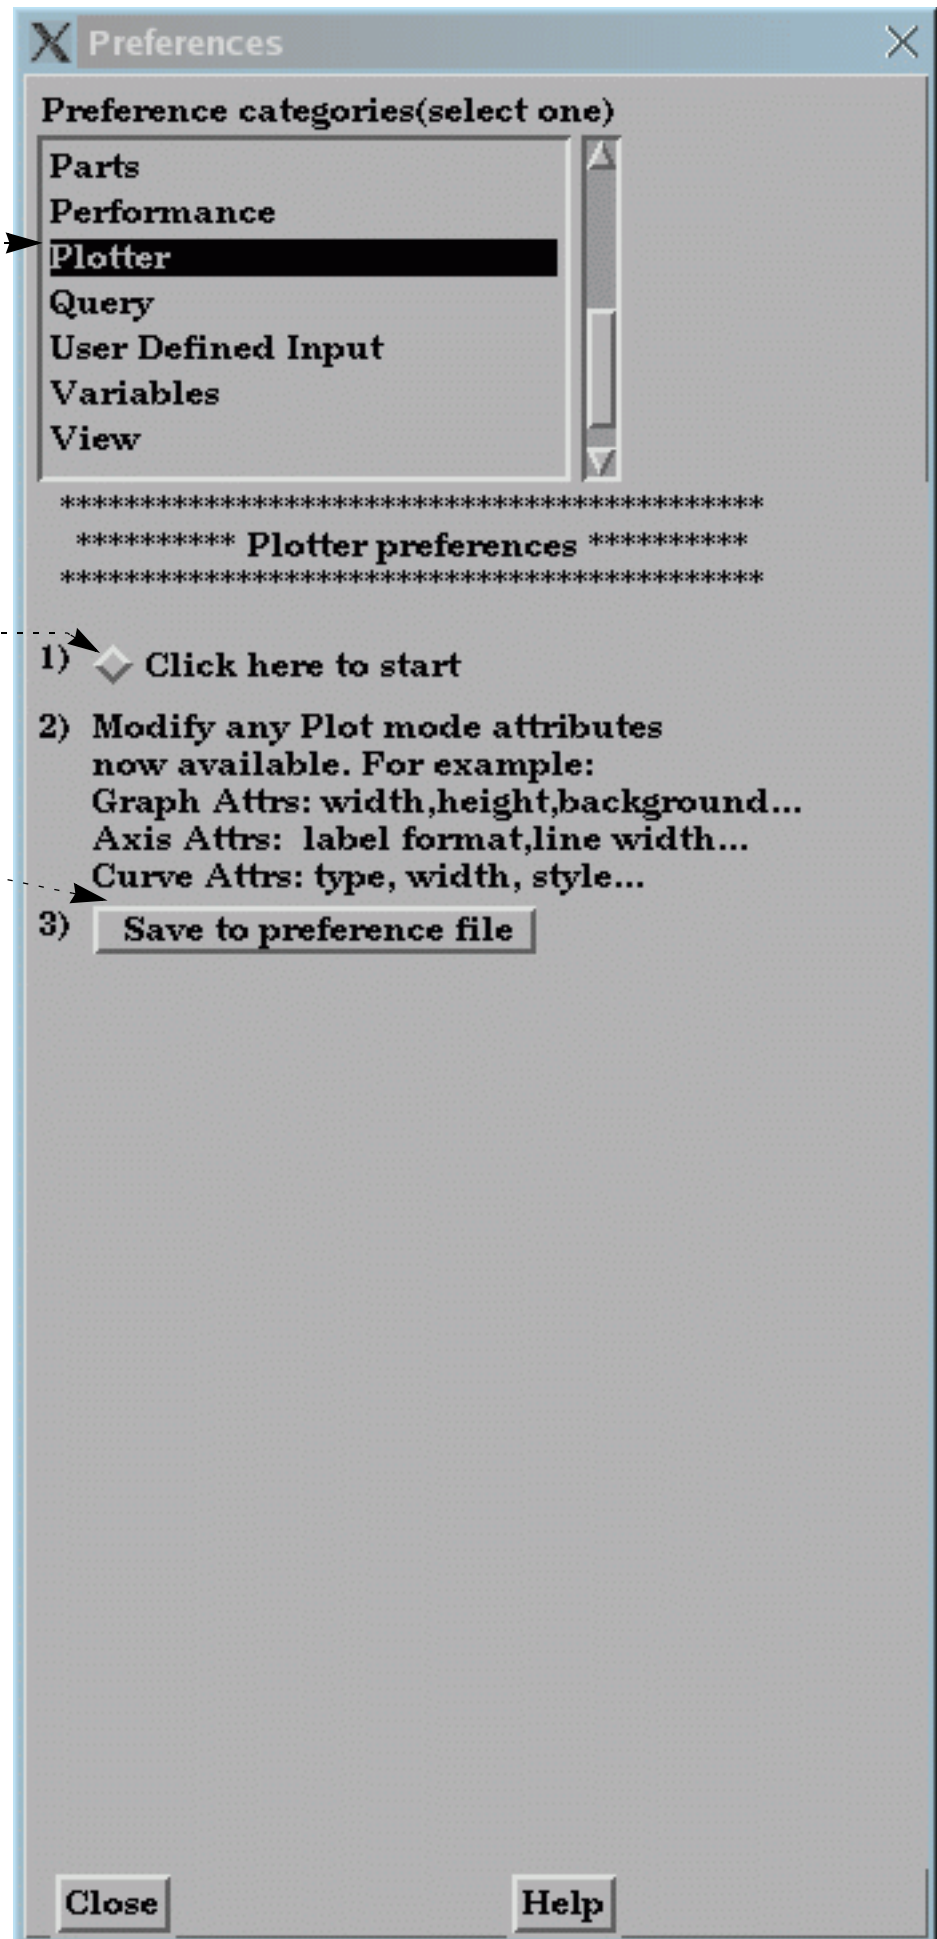 Preferences
Preference categories(select one)
Parts
Performance
Plotter
Query
User Defined Input
Variables
View
********************************************
********** Plotter preferences **********
********************************************
1) Click here to start
2) Modify any Plot mode attributes
now available. For example:
Graph Attrs: width,height,background...
Axis Attrs: label format,line width...
Curve Attrs: type, width, style...
3) Save to preference file
Close Help